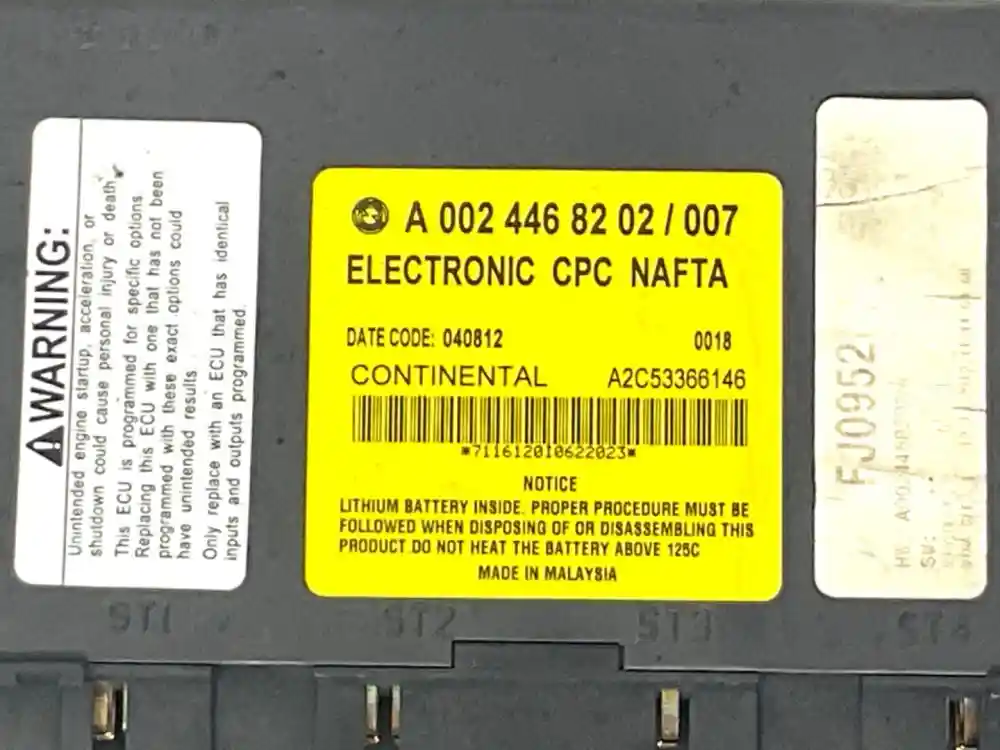 WARNING:
Unintended engine startup, acceleration, or
shutdown could cause personal injury or death
This ECU is programmed for specific options
Replacing this ECU with one that has not been
programmed with these exact options could
have unintended results
Only replace with an ECU that has identical
inputs and outputs programmed.
A 002 446 82 02 / 007
ELECTRONIC CPC NAFTA
DATE CODE: 040812 0018
CONTINENTAL A2C53366146
*711612010622023*
NOTICE
LITHIUM BATTERY INSIDE. PROPER PROCEDURE MUST BE
FOLLOWED WHEN DISPOSING OF OR DISASSEMBLING THIS
PRODUCT.DO NOT HEAT THE BATTERY ABOVE 125C
MADE IN MALAYSIA
FJ0952
SW:
ST1
ST2
ST3
ST4